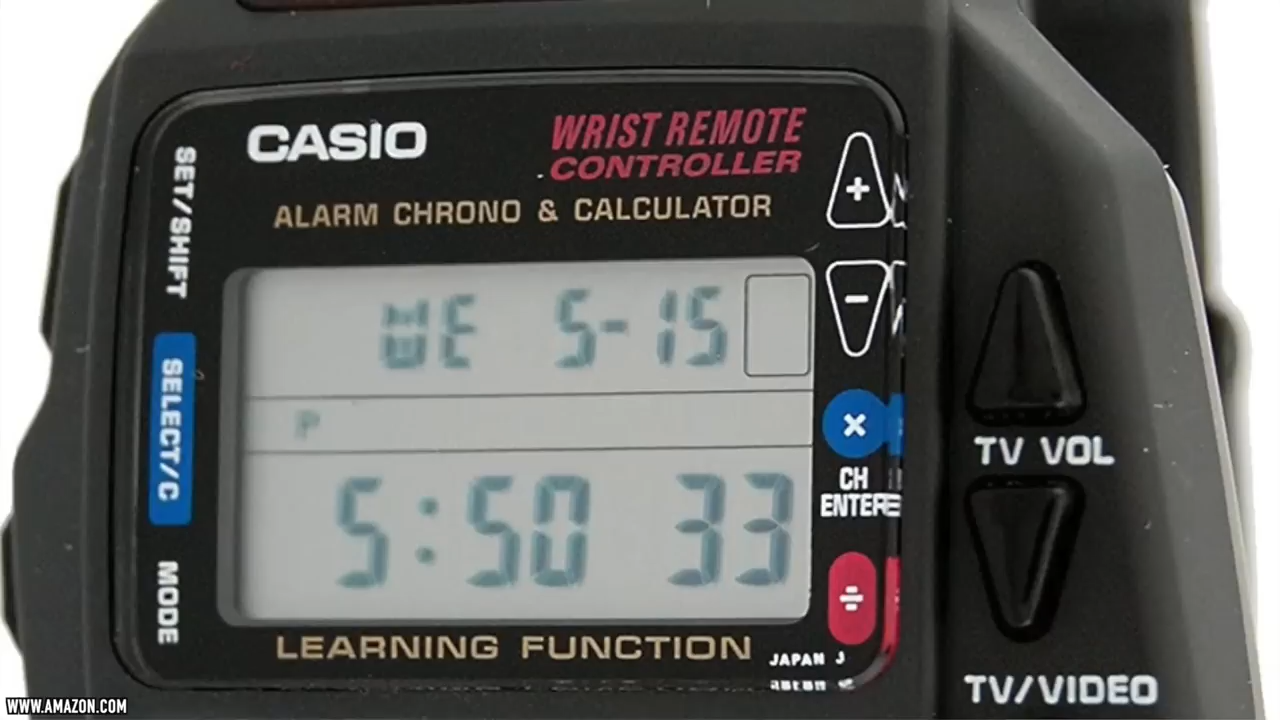 CASIO
WRIST REMOTE
CONTROLLER
ALARM CHRONO & CALCULATOR
SET/SHIFT
SELECT/C
MODE
WE 5-15
P
5:50 33
+
-
×
CH
ENTER
÷
TV VOL
TV/VIDEO
LEARNING FUNCTION
JAPAN J
WWW.AMAZON.COM